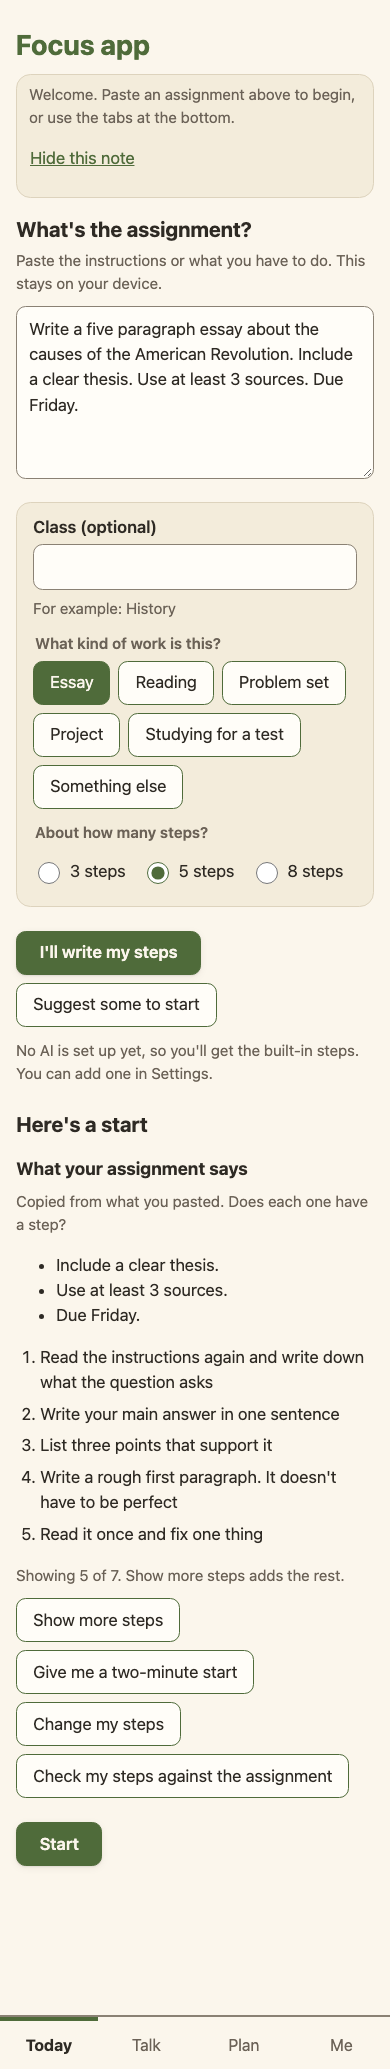 Focus app
Welcome. Paste an assignment above to begin,
or use the tabs at the bottom.
Hide this note
What's the assignment?
Paste the instructions or what you have to do. This
stays on your device.
Write a five paragraph essay about the
causes of the American Revolution. Include
a clear thesis. Use at least 3 sources. Due
Friday.
Class (optional)
For example: History
What kind of work is this?
Essay
Reading
Problem set
Project
Studying for a test
Something else
About how many steps?
3 steps
5 steps
8 steps
I'll write my steps
Suggest some to start
No AI is set up yet, so you'll get the built-in steps.
You can add one in Settings.
Here's a start
What your assignment says
Copied from what you pasted. Does each one have
a step?
• Include a clear thesis.
• Use at least 3 sources.
• Due Friday.
1. Read the instructions again and write down
what the question asks
2. Write your main answer in one sentence
3. List three points that support it
4. Write a rough first paragraph. It doesn't
have to be perfect
5. Read it once and fix one thing
Showing 5 of 7. Show more steps adds the rest.
Show more steps
Give me a two-minute start
Change my steps
Check my steps against the assignment
Start
Today
Talk
Plan
Me